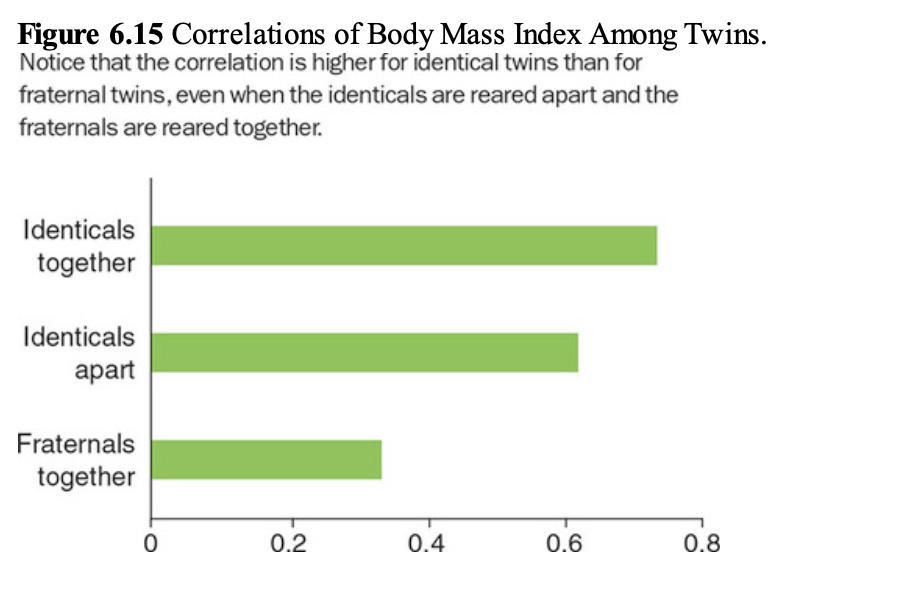 Figure 6.15 Correlations of Body Mass Index Among Twins.
Notice that the correlation is higher for identical twins than for
fraternal twins, even when the identicals are reared apart and the
fraternals are reared together.
Identicals
together
Identicals
apart
Fraternals
together
0 0.2 0.4 0.6 0.8